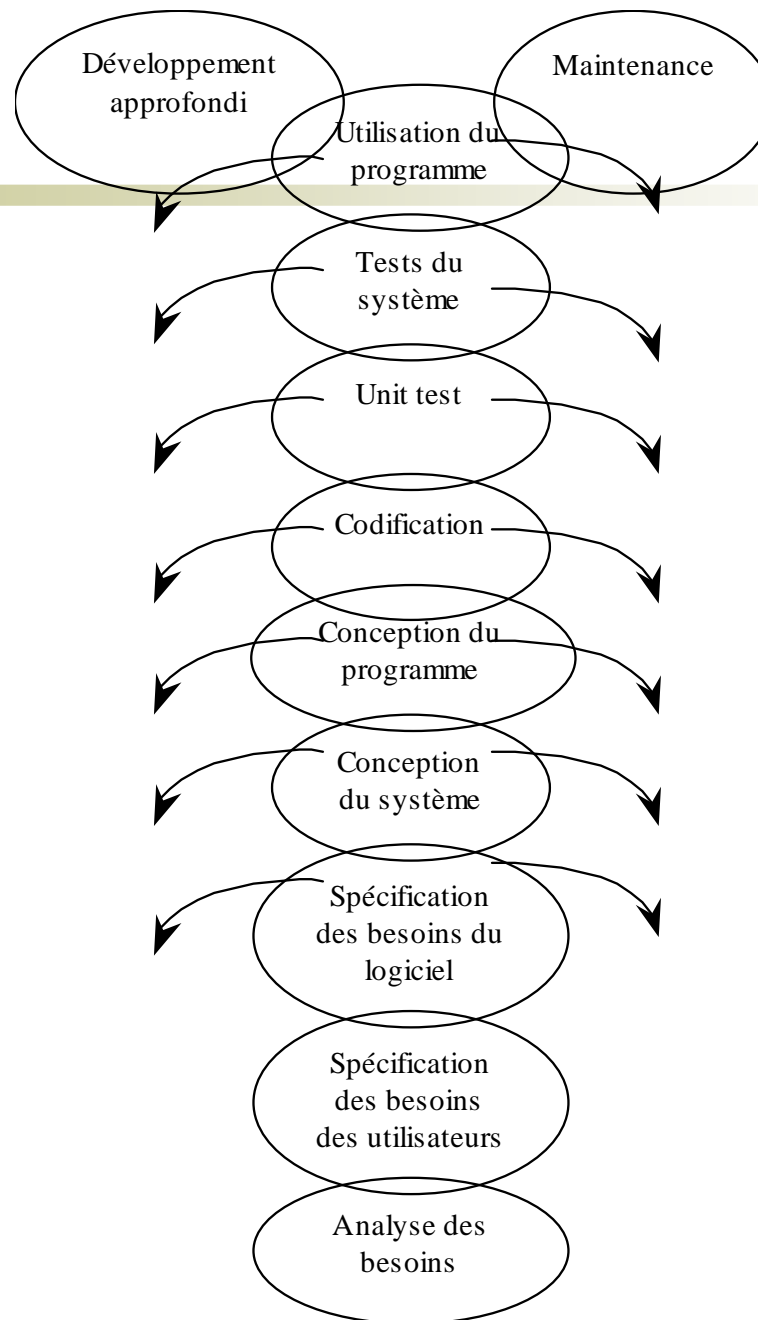 Développement
approfondi
Maintenance
Utilisation du
programme
Tests du
système
Unit test
Codification
Conception du
programme
Conception
du système
Spécification
des besoins du
logiciel
Spécification
des besoins
des utilisateurs
Analyse des
besoins